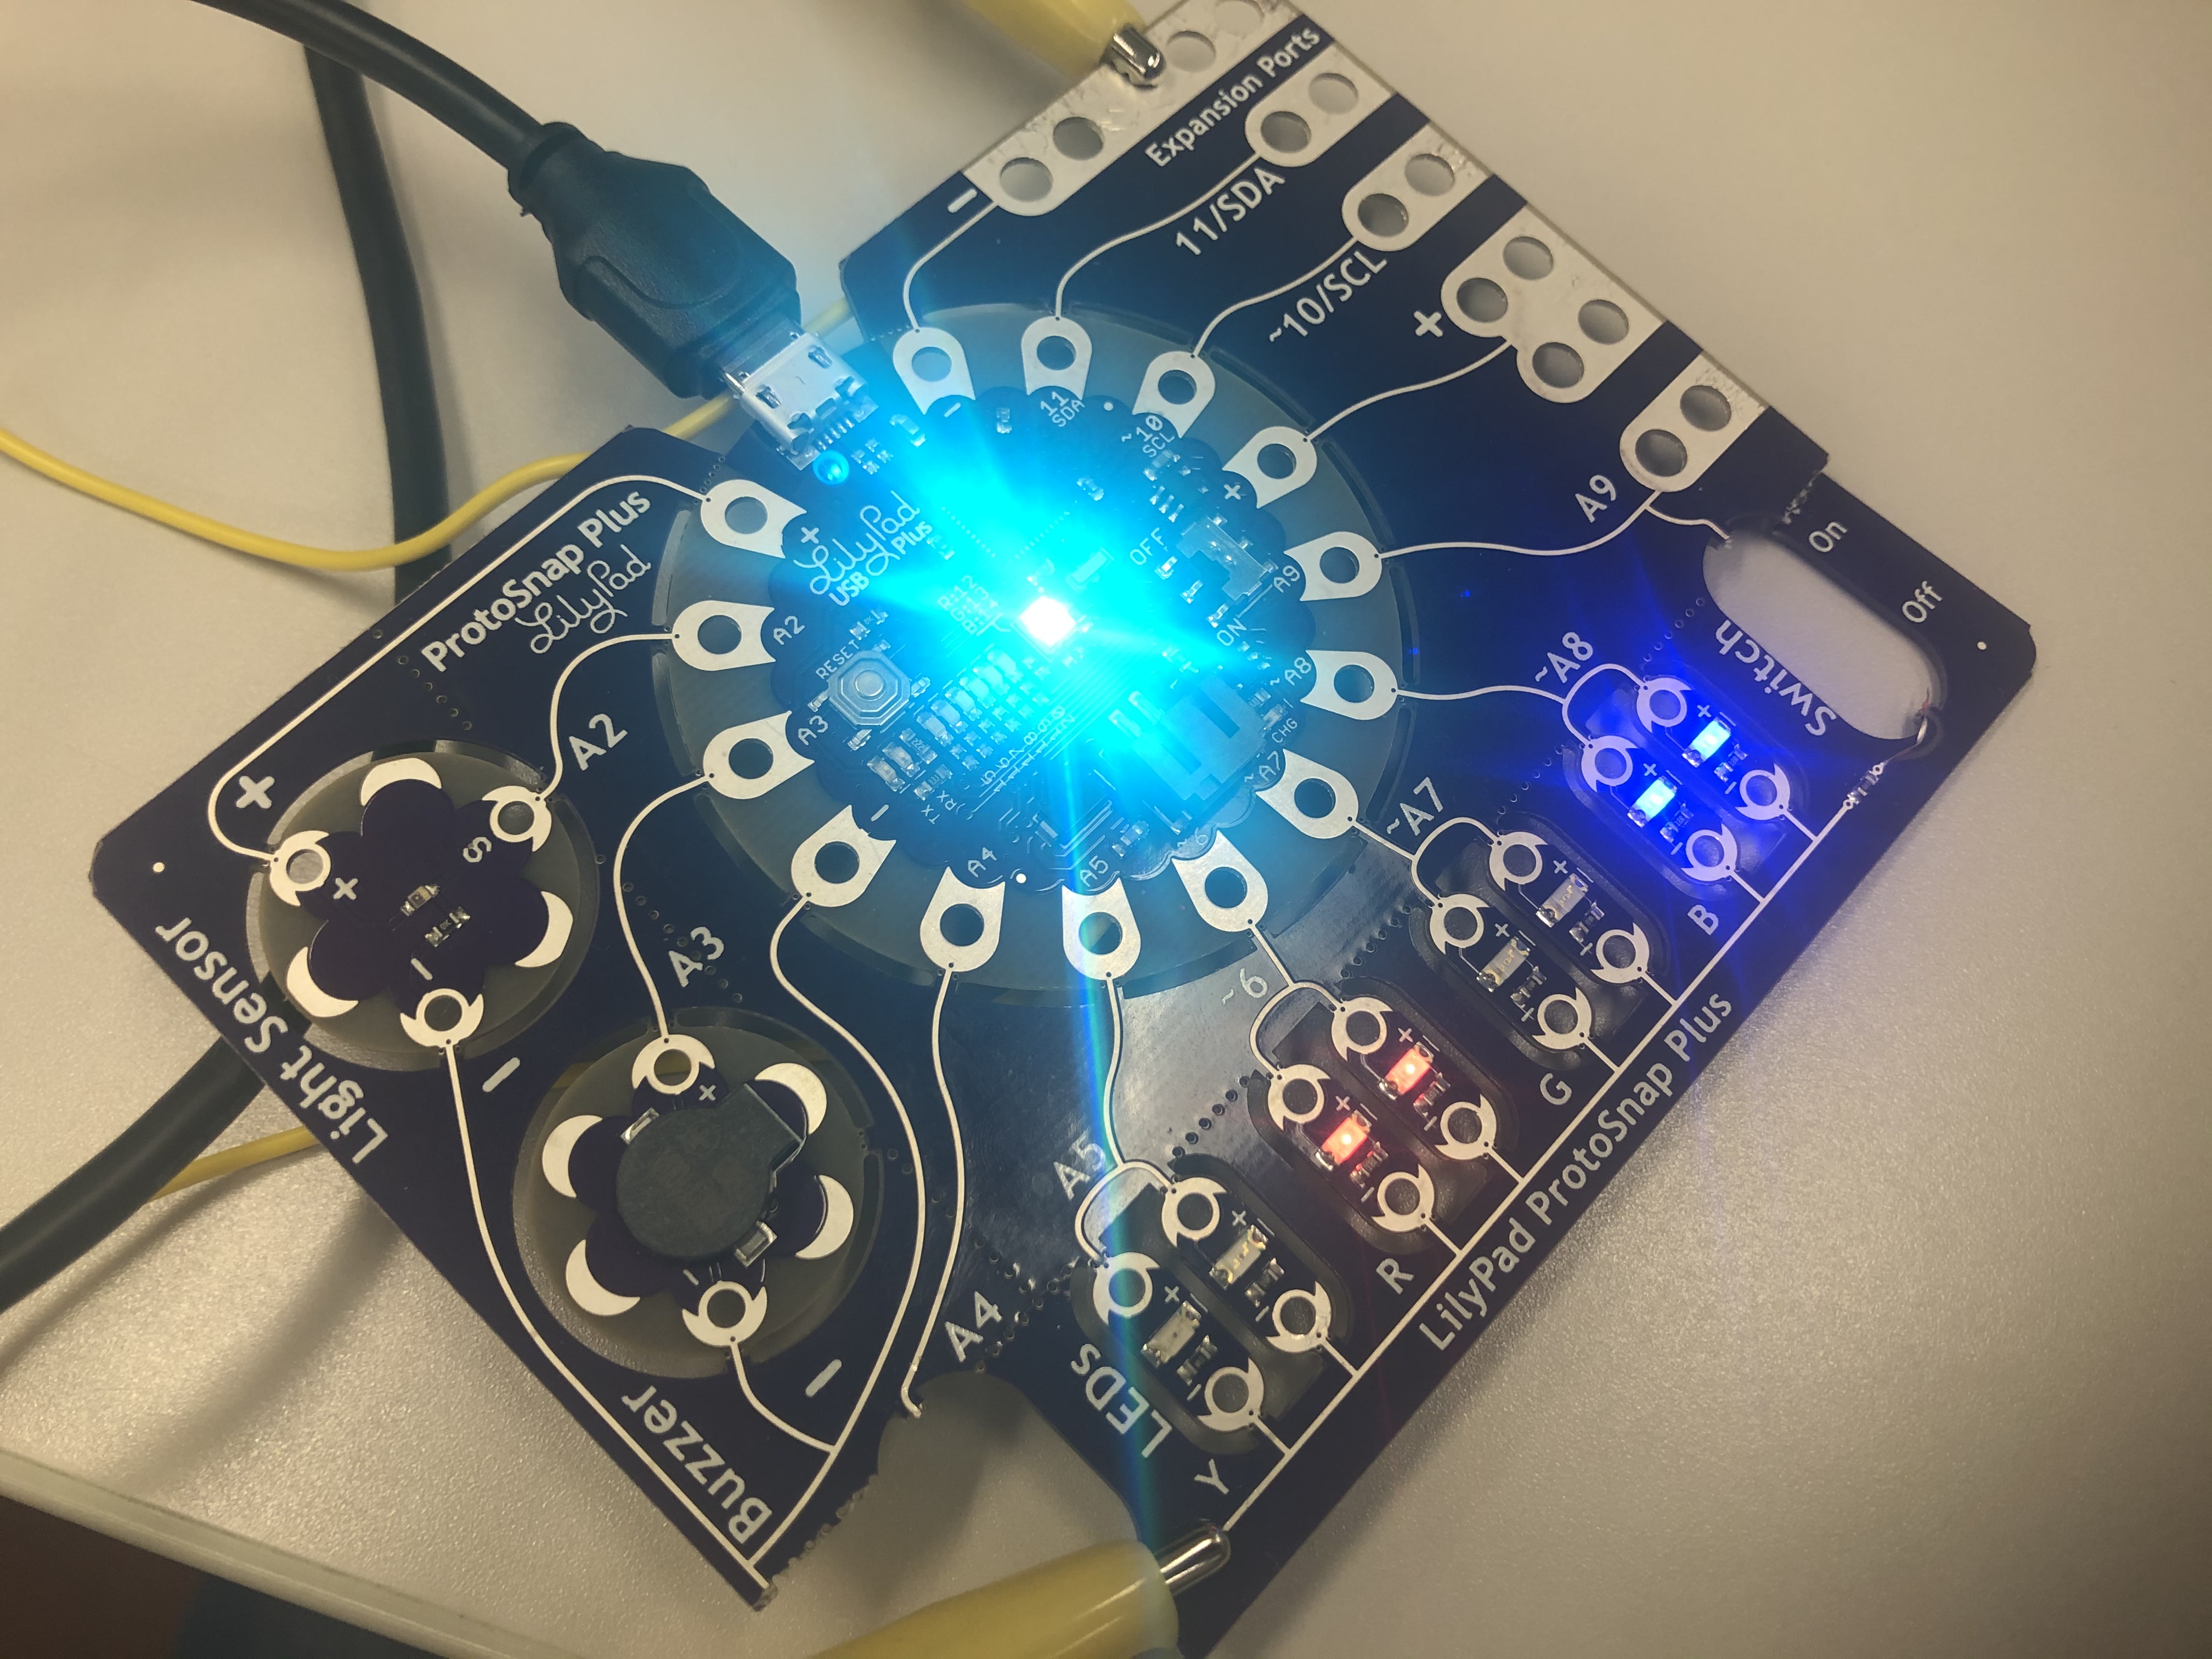 Light Sensor
+
+
-
-
S
ProtoSnap Plus
LilyPad
A2
Buzzer
-
+
-
A3
A2
A3
+
RESET
LilyPad
USB
Plus
-
-
TX
RX
A4
A4
A5
A5
-
Expansion Ports
11
SDA
11/SDA
~10
SCL
~10/SCL
OFF
ON
+
+
A9
~A8
~A7
CHG
~6
LEDs
Y
- +
- +
~6
R
- +
- +
~A7
G
- +
- +
~A8
B
- +
- +
A9
Switch
On
Off
LilyPad ProtoSnap Plus